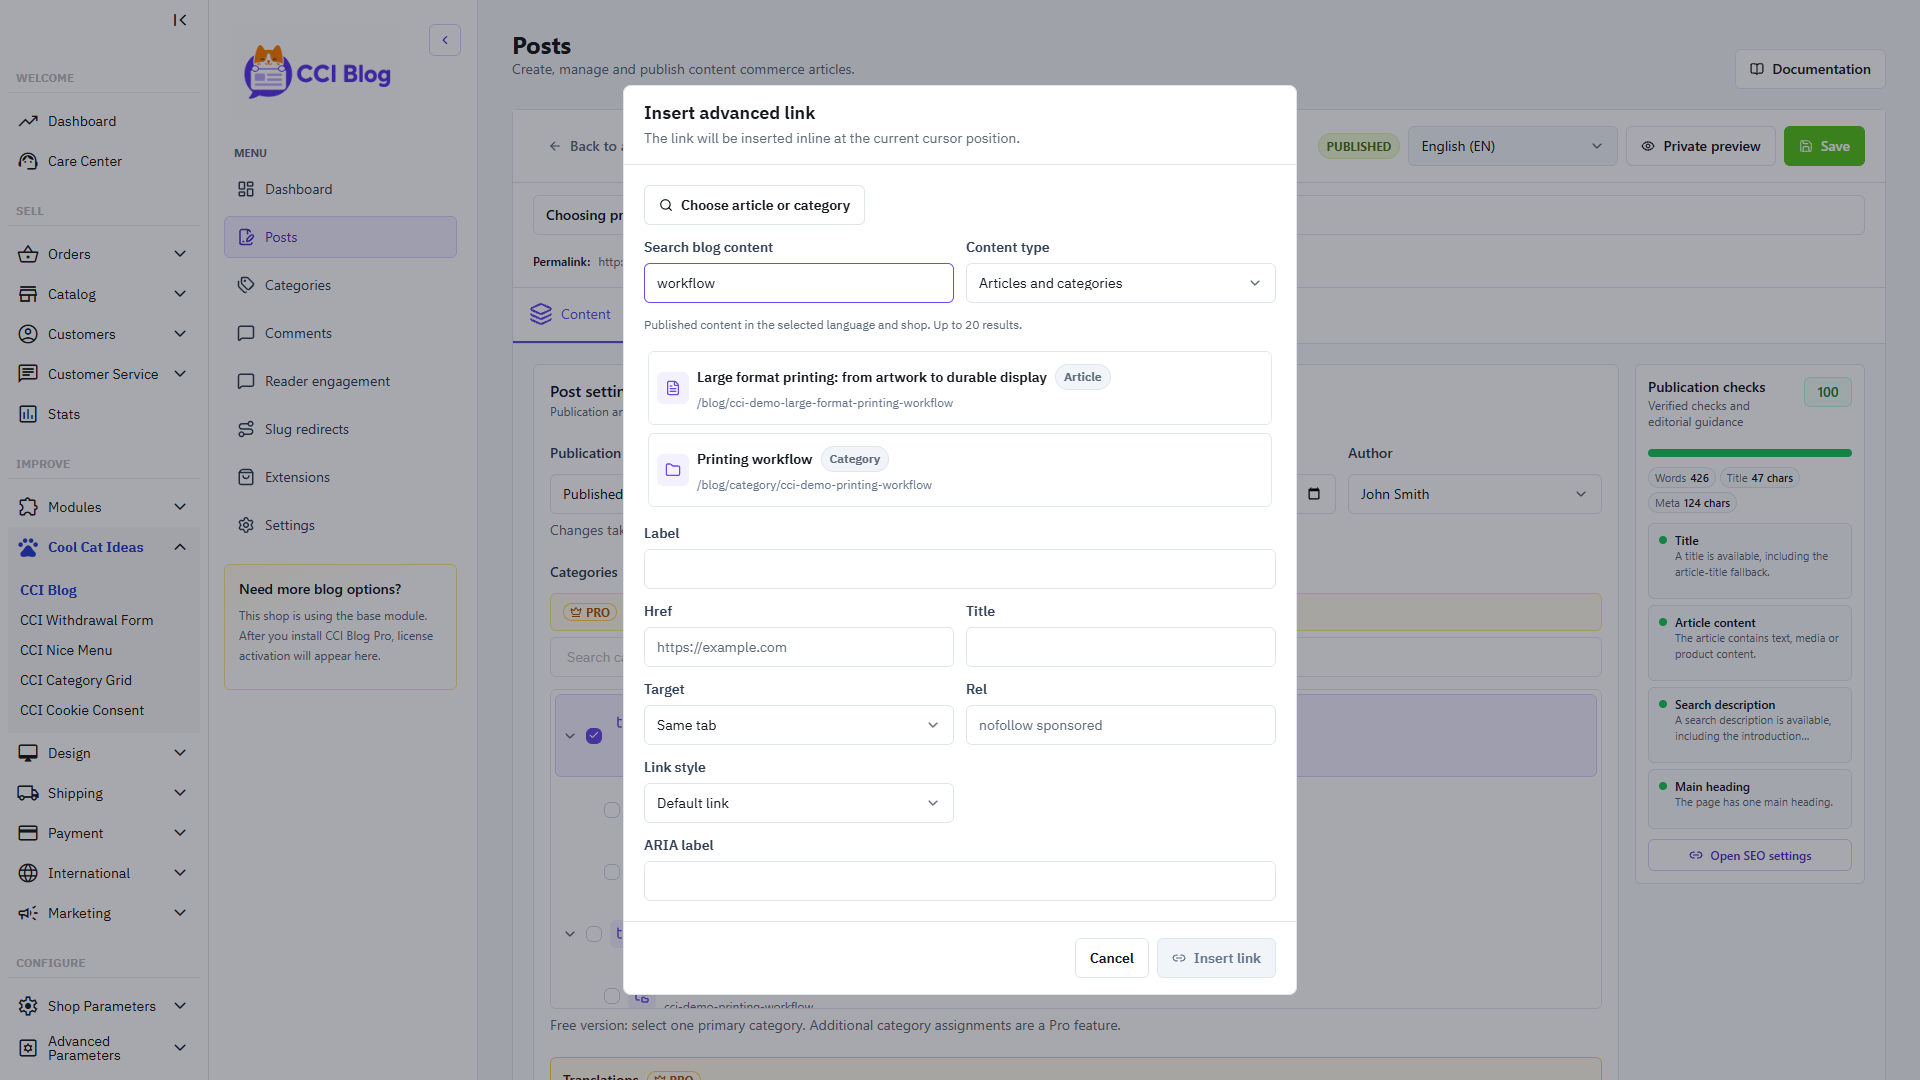 WELCOME
Dashboard
Care Center
SELL
Orders
Catalog
Customers
Customer Service
Stats
IMPROVE
Modules
Cool Cat Ideas
CCI Blog
CCI Withdrawal Form
CCI Nice Menu
CCI Category Grid
CCI Cookie Consent
Design
Shipping
Payment
International
Marketing
CONFIGURE
Shop Parameters
Advanced
Parameters
CCI Blog
MENU
Dashboard
Posts
Categories
Comments
Reader engagement
Slug redirects
Extensions
Settings
Need more blog options?
This shop is using the base module.
After you install CCI Blog Pro, license
activation will appear here.
Posts
Create, manage and publish content commerce articles.
Documentation
Back to
PUBLISHED
English (EN)
Private preview
Save
Choosing
Permalink: http:
Content
Post
Publication
Publication
Published
Author
John Smith
Changes
Categories
PRO
Search
cci-demo-printing-workflow
Free version: select one primary category. Additional category assignments are a Pro feature.
Translations PRO
Insert advanced link
The link will be inserted inline at the current cursor position.
Choose article or category
Search blog content
Content type
workflow
Articles and categories
Published content in the selected language and shop. Up to 20 results.
Large format printing: from artwork to durable display Article
/blog/cci-demo-large-format-printing-workflow
Printing workflow Category
/blog/category/cci-demo-printing-workflow
Label
Href
Title
https://example.com
Target
Rel
Same tab
nofollow sponsored
Link style
Default link
ARIA label
Cancel
Insert link
Publication checks
100
Verified checks and
editorial guidance
Words 426
Title 47 chars
Meta 124 chars
Title
A title is available, including the
article-title fallback.
Article content
The article contains text, media or
product content.
Search description
A search description is available,
including the introduction...
Main heading
The page has one main heading.
Open SEO settings